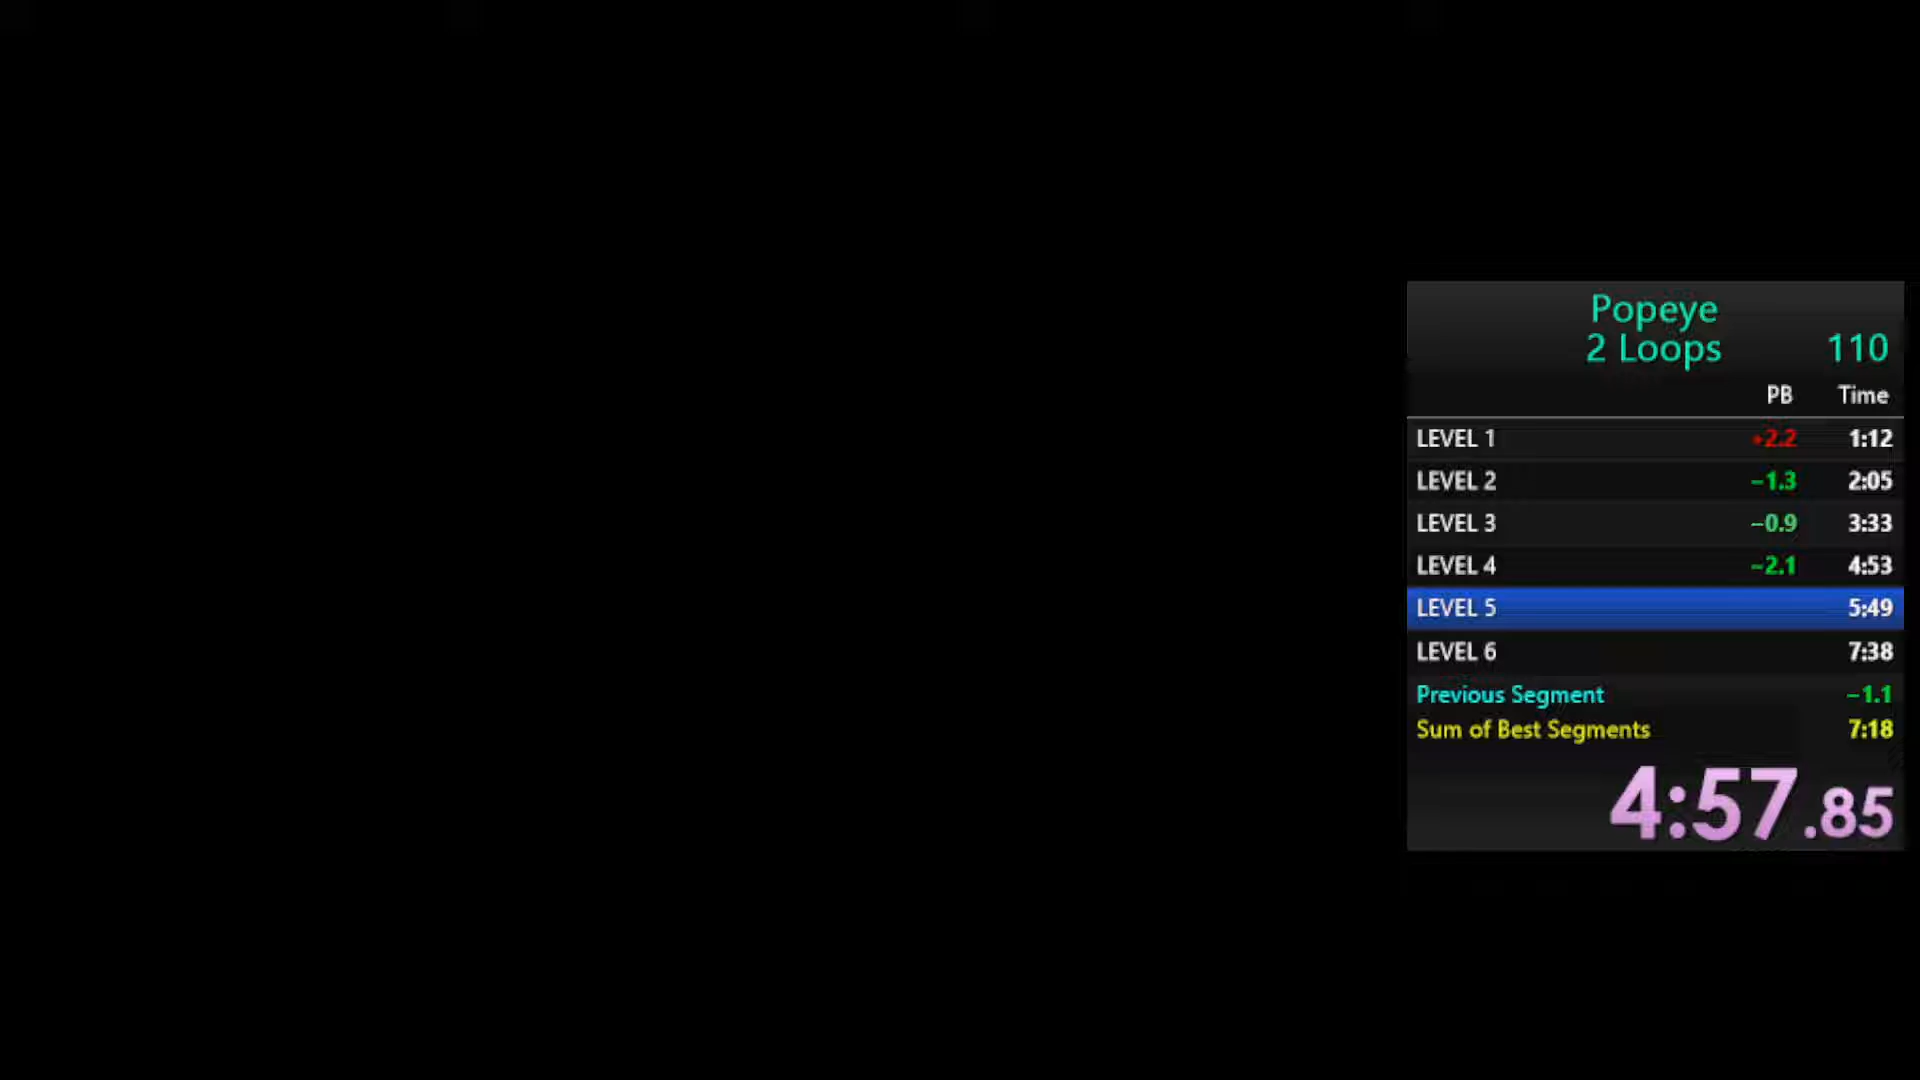 Popeye
2 Loops 110
PB Time
LEVEL 1 +2.2 1:12
LEVEL 2 −1.3 2:05
LEVEL 3 −0.9 3:33
LEVEL 4 −2.1 4:53
LEVEL 5 5:49
LEVEL 6 7:38
Previous Segment −1.1
Sum of Best Segments 7:18
4:57.85